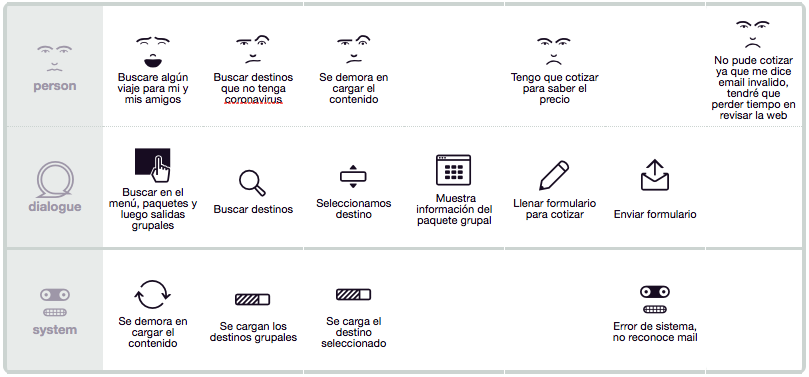 person
Buscare algún
viaje para mi y
mis amigos
Buscar destinos
que no tenga
coronavirus
Se demora en
cargar el
contenido
Tengo que cotizar
para saber el
precio
No pude cotizar
ya que me dice
email invalido,
tendré que
perder tiempo en
revisar la web
dialogue
Buscar en el
menú, paquetes y
luego salidas
grupales
Buscar destinos
Seleccionamos
destino
Muestra
información del
paquete grupal
Llenar formulario
para cotizar
Enviar formulario
system
Se demora en
cargar el
contenido
Se cargan los
destinos grupales
Se carga el
destino
seleccionado
Error de sistema,
no reconoce mail